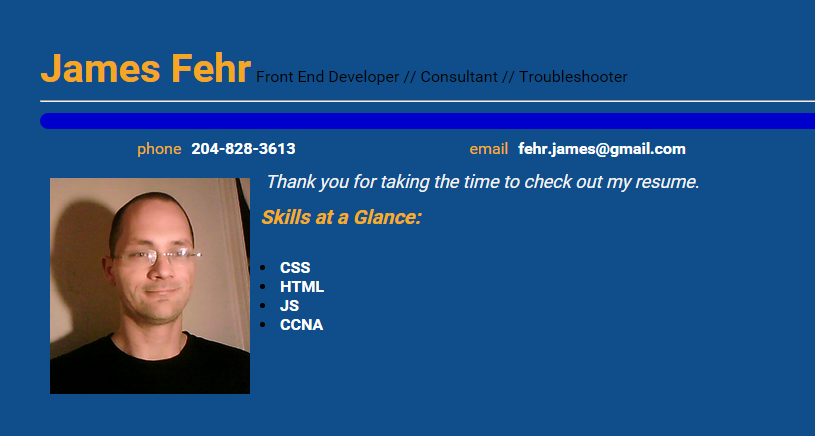 James Fehr Front End Developer // Consultant // Troubleshooter
phone 204-828-3613 email fehr.james@gmail.com
Thank you for taking the time to check out my resume.
Skills at a Glance:
CSS
HTML
JS
CCNA